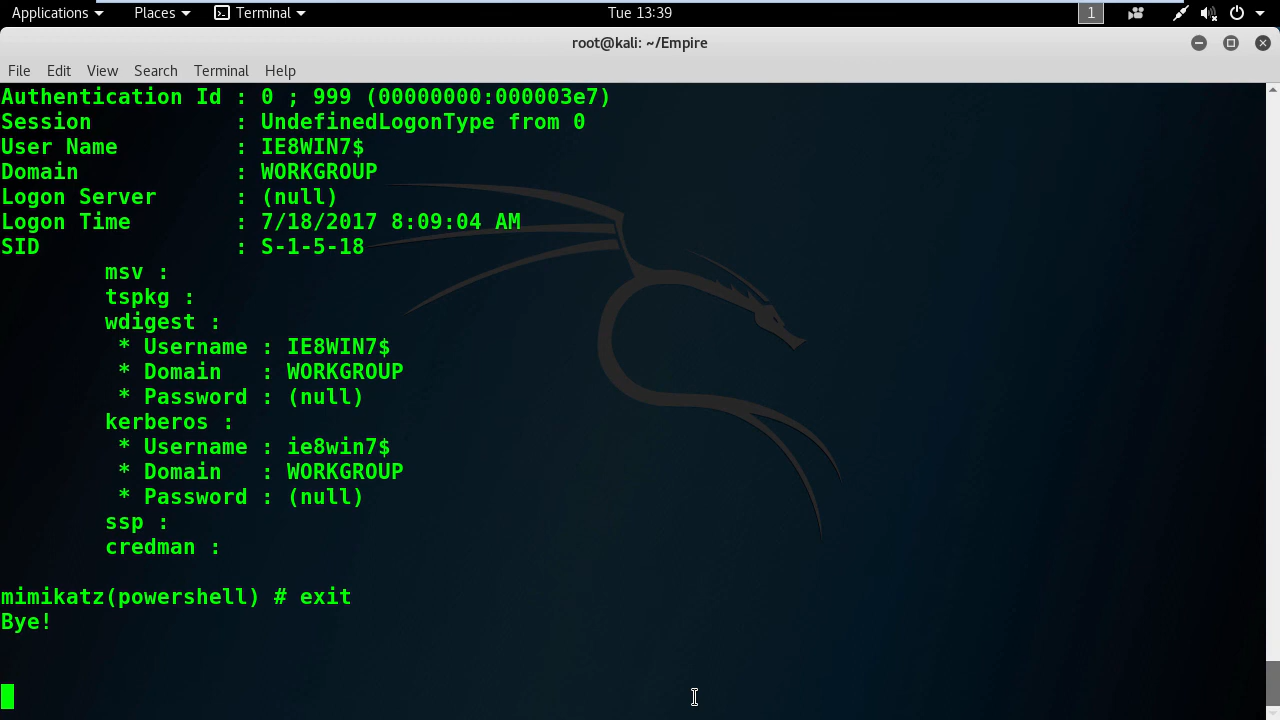 Applications Places Terminal Tue 13:39 1
root@kali: ~/Empire
File Edit View Search Terminal Help
Authentication Id : 0 ; 999 (00000000:000003e7)
Session           : UndefinedLogonType from 0
User Name         : IE8WIN7$
Domain            : WORKGROUP
Logon Server      : (null)
Logon Time        : 7/18/2017 8:09:04 AM
SID               : S-1-5-18
        msv :
        tspkg :
        wdigest :
         * Username : IE8WIN7$
         * Domain   : WORKGROUP
         * Password : (null)
        kerberos :
         * Username : ie8win7$
         * Domain   : WORKGROUP
         * Password : (null)
        ssp :
        credman :
mimikatz(powershell) # exit
Bye!